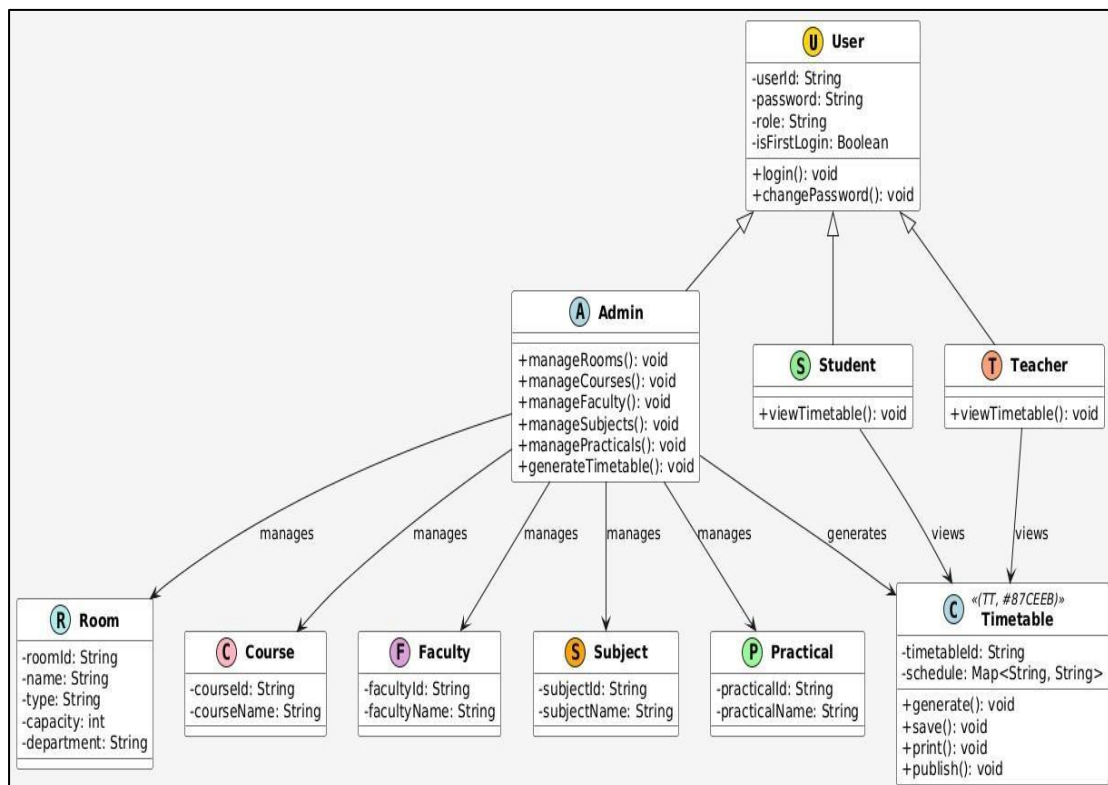 U User
-userId: String
-password: String
-role: String
-isFirstLogin: Boolean
+login(): void
+changePassword(): void
A Admin
+manageRooms(): void
+manageCourses(): void
+manageFaculty(): void
+manageSubjects(): void
+managePracticals(): void
+generateTimetable(): void
S Student
+viewTimetable(): void
T Teacher
+viewTimetable(): void
manages
manages
manages
manages
manages
generates
views
views
R Room
-roomId: String
-name: String
-type: String
-capacity: int
-department: String
C Course
-courseId: String
-courseName: String
F Faculty
-facultyId: String
-facultyName: String
S Subject
-subjectId: String
-subjectName: String
P Practical
-practicalId: String
-practicalName: String
C «(TT, #87CEEB)»
Timetable
-timetableId: String
-schedule: Map<String, String>
+generate(): void
+save(): void
+print(): void
+publish(): void